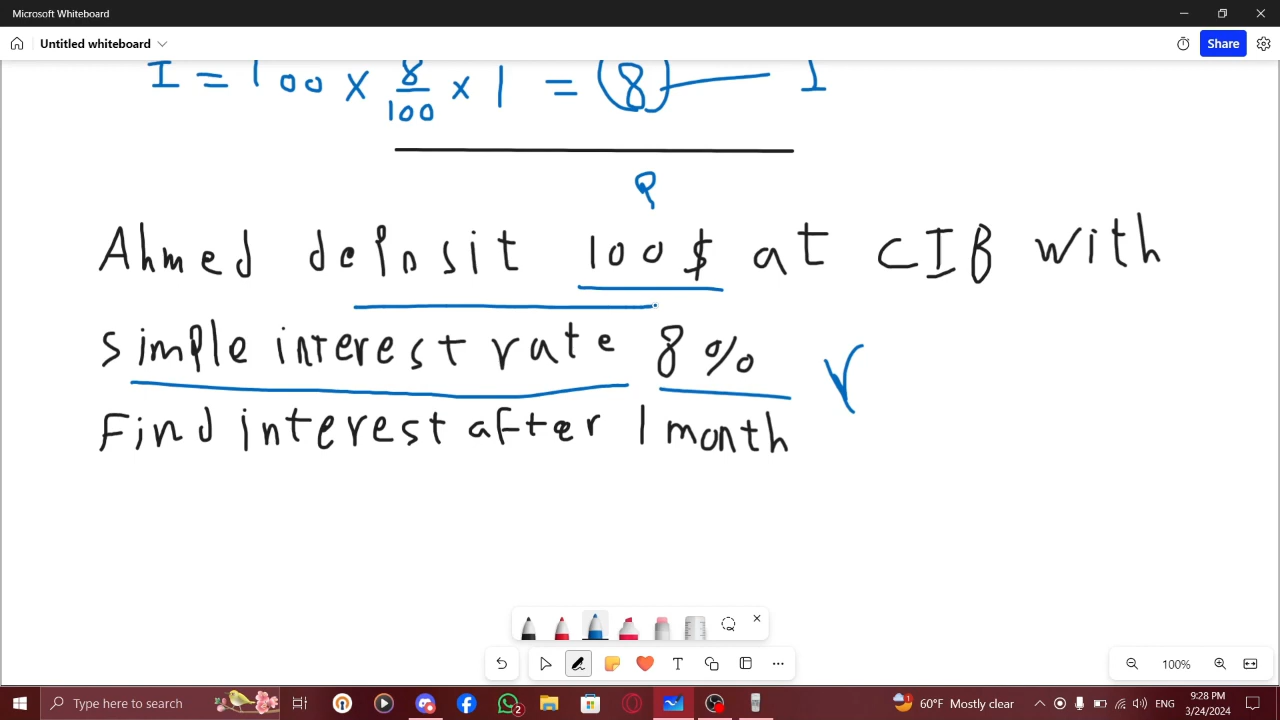 Microsoft Whiteboard
Untitled whiteboard
Share
I = 100 × 8/100 × 1 = 8 I
P
Ahmed deposit 100$ at CIB with
simple interest rate 8% r
Find interest after 1 month
T
100%
Type here to search
2
60°F Mostly clear
ENG
9:28 PM
3/24/2024